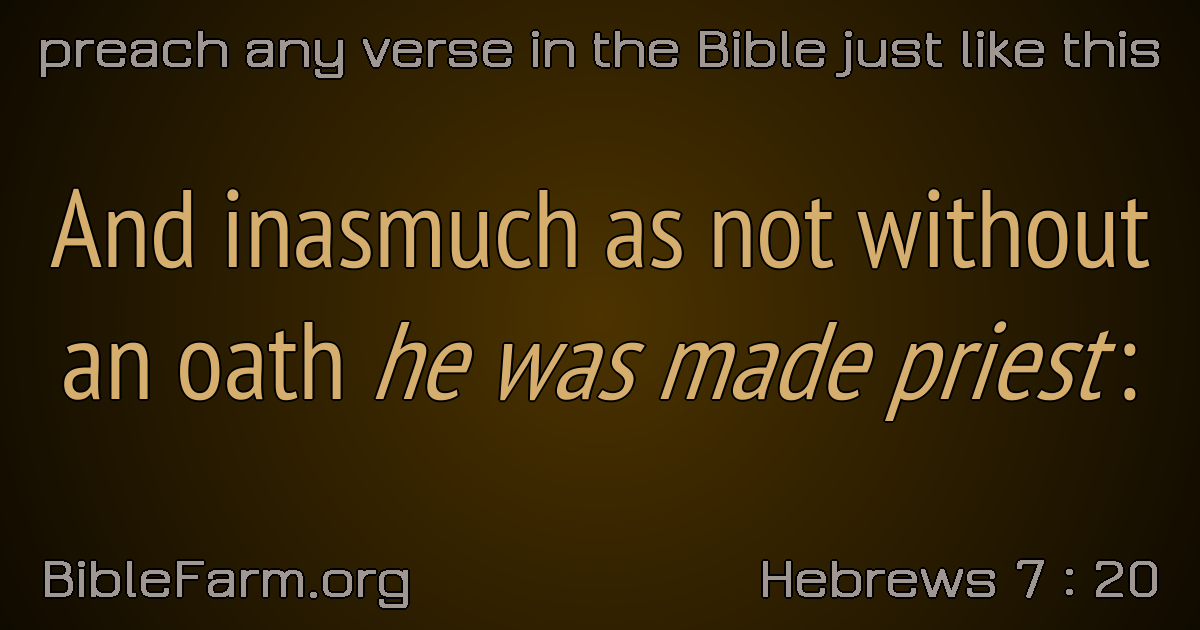 preach any verse in the Bible just like this
And inasmuch as not without
an oath he was made priest:
BibleFarm.org
Hebrews 7 : 20